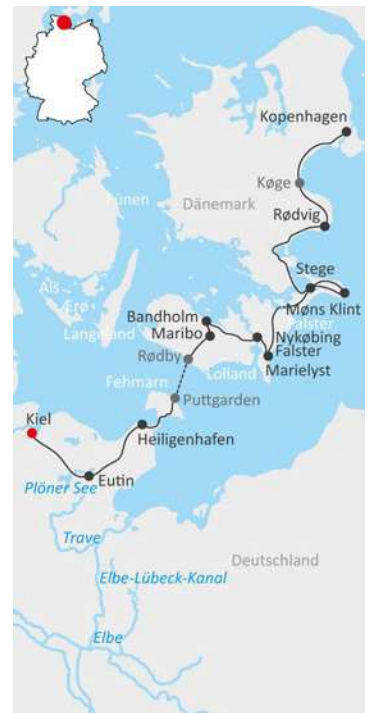 Kopenhagen
Køge
Fünen
Dänemark
Rødvig
Stege
Als
Ærø
Bandholm
Møns Klint
Falster
Langeland
Maribo
Nykøbing
Falster
Rødby
Lolland
Marielyst
Fehmarn
Puttgarden
Kiel
Heiligenhafen
Eutin
Plöner See
Trave
Deutschland
Elbe-Lübeck-Kanal
Elbe